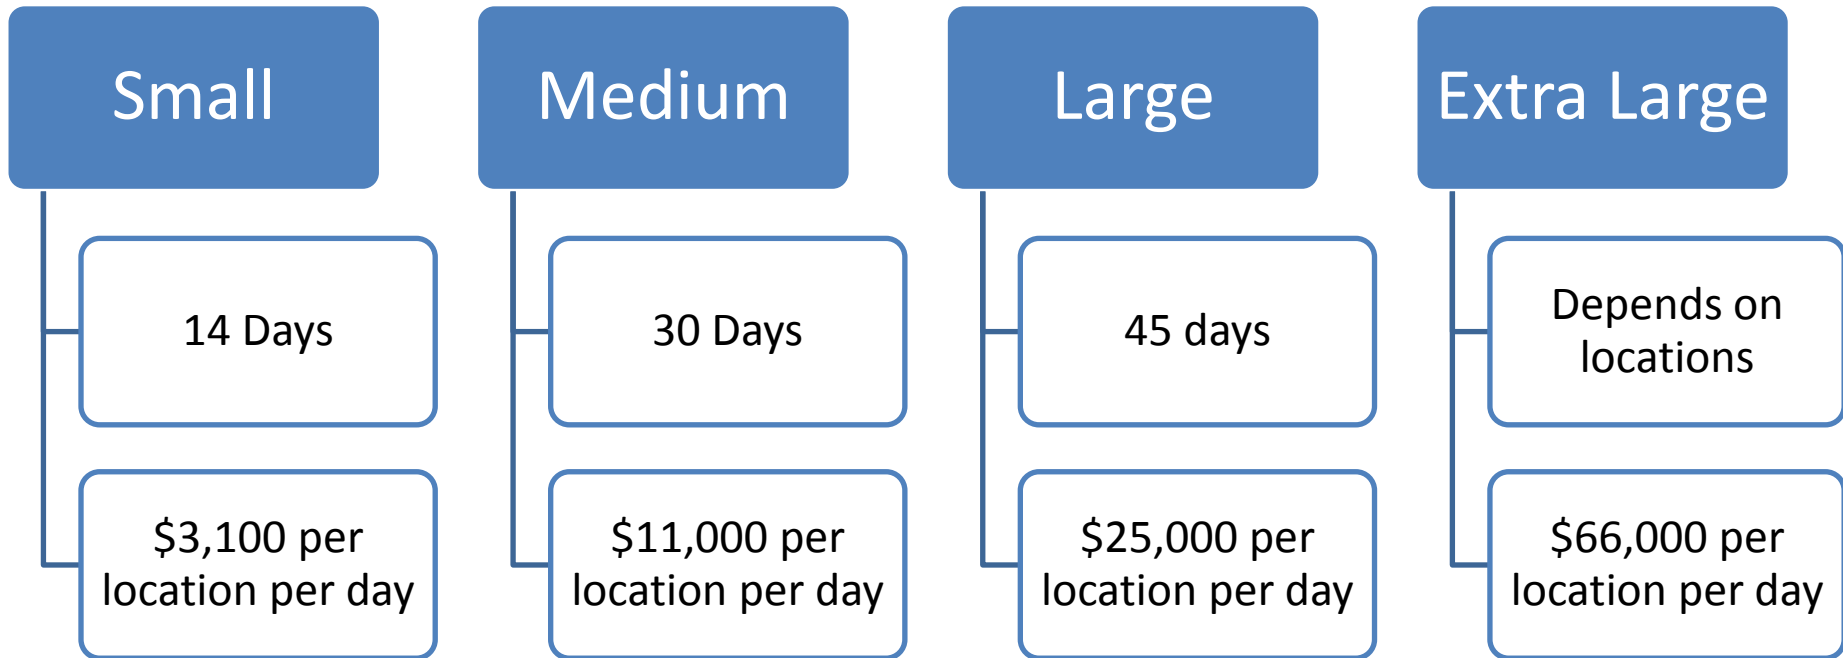 Small
14 Days
$3,100 per
location per day
Medium
30 Days
$11,000 per
location per day
Large
45 days
$25,000 per
location per day
Extra Large
Depends on
locations
$66,000 per
location per day